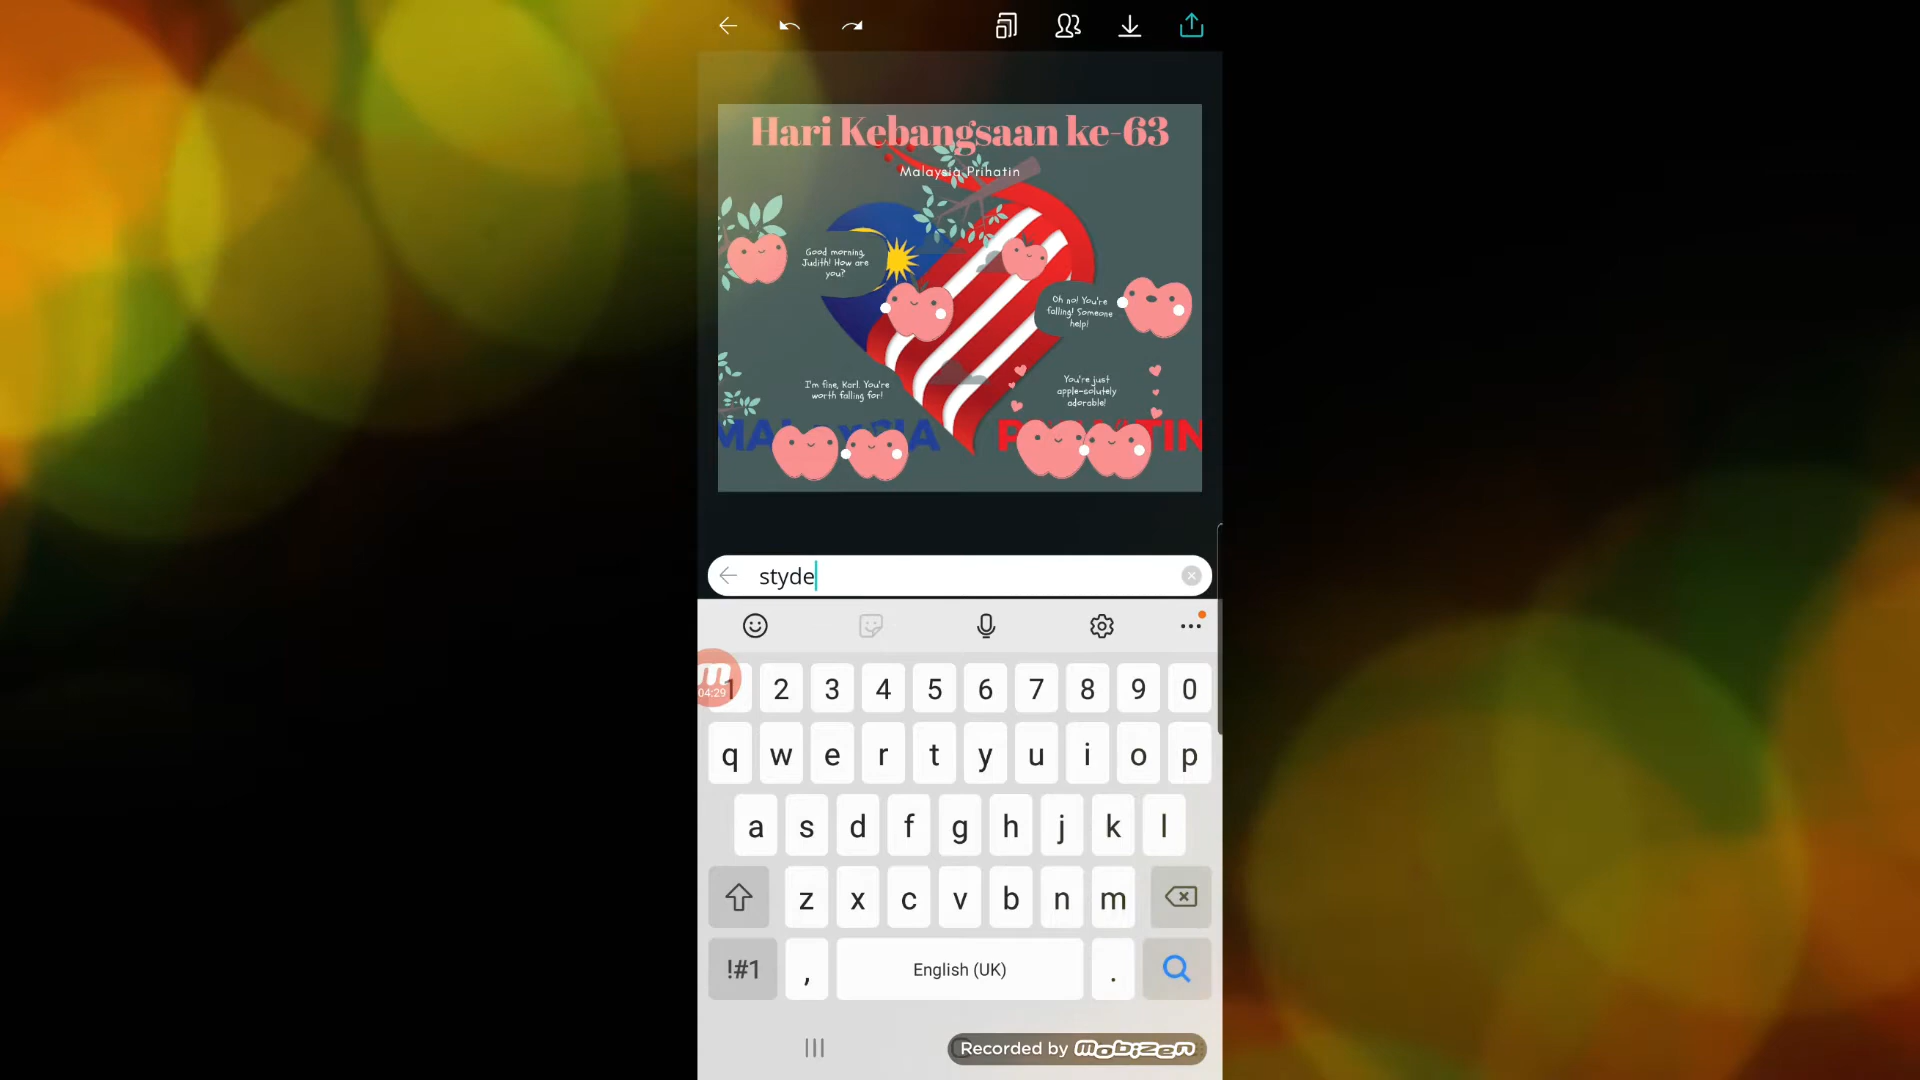 Hari Kebangsaan ke-63
Malaysia Prihatin
Good morning,
Judith! How are
you?
Oh no! You're
falling! Someone
help!
I'm fine, Karl. You're
worth falling for!
You're just
apple-solutely
adorable!
styde
04:29
1 2 3 4 5 6 7 8 9 0
q w e r t y u i o p
a s d f g h j k l
z x c v b n m
!#1 , English (UK) .
Recorded by mobizen